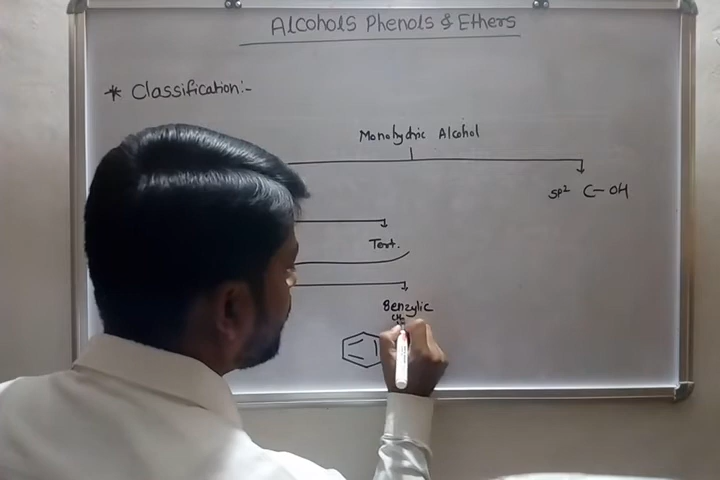 Alcohols Phenols & Ethers
* Classification:-
Monohydric Alcohol
SP² C-OH
Tert.
Benzylic